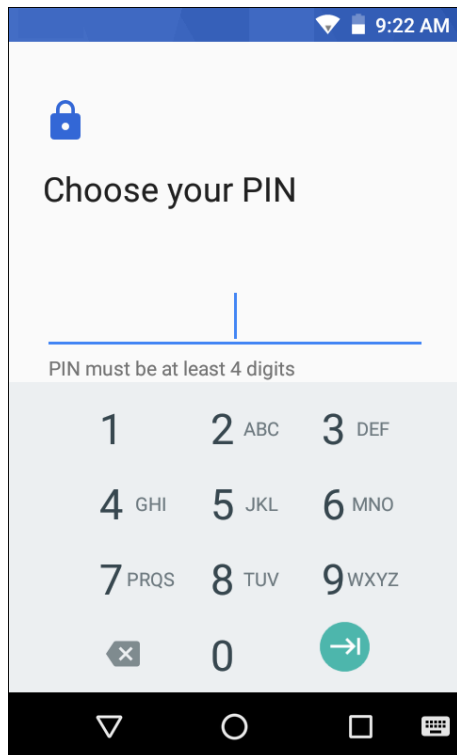 9:22 AM
Choose your PIN
PIN must be at least 4 digits
1 2 ABC 3 DEF
4 GHI 5 JKL 6 MNO
7 PRQS 8 TUV 9 WXYZ
0